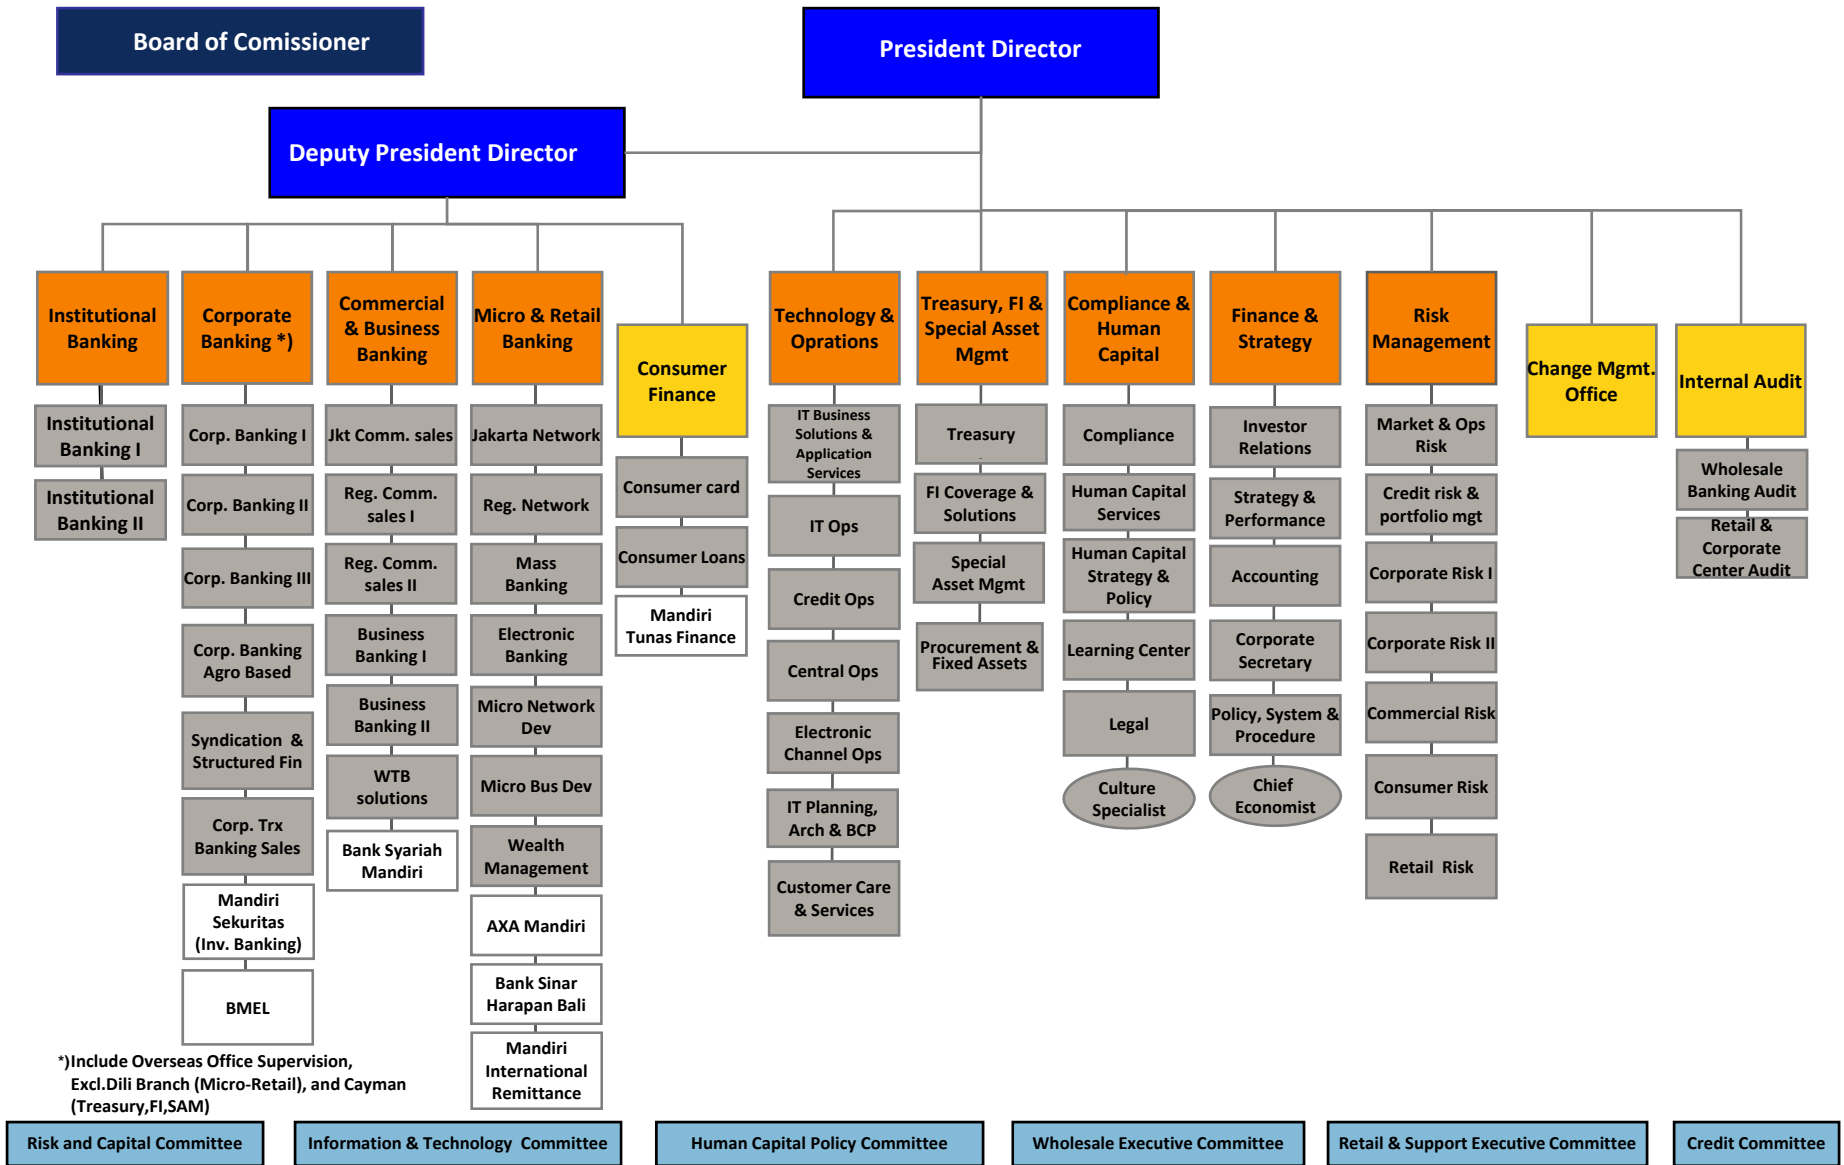 Board of Comissioner
President Director
Deputy President Director
Institutional
Banking
Institutional
Banking I
Institutional
Banking II
Corporate
Banking *)
Corp. Banking I
Corp. Banking II
Corp. Banking III
Corp. Banking
Agro Based
Syndication &
Structured Fin
Corp. Trx
Banking Sales
Mandiri
Sekuritas
(Inv. Banking)
BMEL
Commercial
& Business
Banking
Jkt Comm. sales
Reg. Comm.
sales I
Reg. Comm.
sales II
Business
Banking I
Business
Banking II
WTB
solutions
Bank Syariah
Mandiri
Micro & Retail
Banking
Jakarta Network
Reg. Network
Mass
Banking
Electronic
Banking
Micro Network
Dev
Micro Bus Dev
Wealth
Management
AXA Mandiri
Bank Sinar
Harapan Bali
Mandiri
International
Remittance
Consumer
Finance
Consumer card
Consumer Loans
Mandiri
Tunas Finance
Technology &
Oprations
IT Business
Solutions &
Application
Services
IT Ops
Credit Ops
Central Ops
Electronic
Channel Ops
IT Planning,
Arch & BCP
Customer Care
& Services
Treasury, FI &
Special Asset
Mgmt
Treasury
FI Coverage &
Solutions
Special
Asset Mgmt
Procurement &
Fixed Assets
Compliance &
Human
Capital
Compliance
Human Capital
Services
Human Capital
Strategy &
Policy
Learning Center
Legal
Culture
Specialist
Finance &
Strategy
Investor
Relations
Strategy &
Performance
Accounting
Corporate
Secretary
Policy, System &
Procedure
Chief
Economist
Risk
Management
Market & Ops
Risk
Credit risk &
portfolio mgt
Corporate Risk I
Corporate Risk II
Commercial Risk
Consumer Risk
Retail Risk
Change Mgmt.
Office
Internal Audit
Wholesale
Banking Audit
Retail &
Corporate
Center Audit
*)Include Overseas Office Supervision,
Excl.Dili Branch (Micro-Retail), and Cayman
(Treasury,FI,SAM)
Risk and Capital Committee
Information & Technology Committee
Human Capital Policy Committee
Wholesale Executive Committee
Retail & Support Executive Committee
Credit Committee